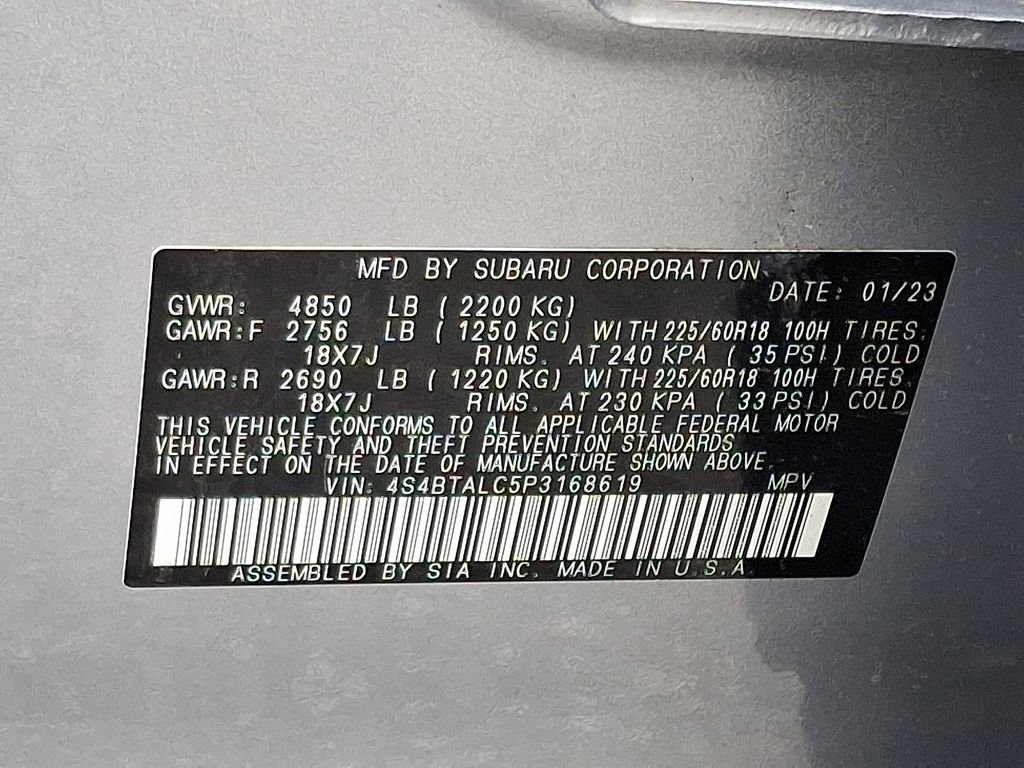 MFD BY SUBARU CORPORATION
DATE: 01/23
GVWR: 4850 LB ( 2200 KG)
GAWR:F 2756 LB ( 1250 KG) WITH 225/60R18 100H TIRES.
18X7J RIMS. AT 240 KPA ( 35 PSI) COLD
GAWR:R 2690 LB ( 1220 KG) WITH 225/60R18 100H TIRES.
18X7J RIMS. AT 230 KPA ( 33 PSI) COLD
THIS VEHICLE CONFORMS TO ALL APPLICABLE FEDERAL MOTOR
VEHICLE SAFETY AND THEFT PREVENTION STANDARDS
IN EFFECT ON THE DATE OF MANUFACTURE SHOWN ABOVE.
VIN: 4S4BTALC5P3168619 MPV
ASSEMBLED BY SIA INC. MADE IN U.S.A.